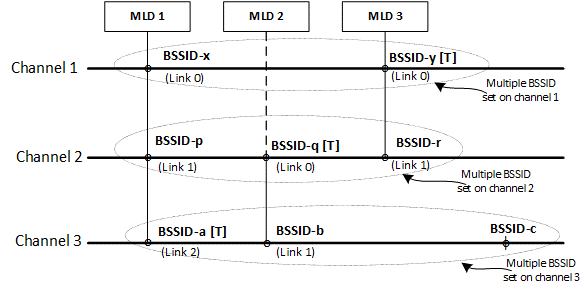 MLD 1 MLD 2 MLD 3
BSSID-x BSSID-y [T]
Channel 1
(Link 0) (Link 0)
Multiple BSSID
set on channel 1
BSSID-p BSSID-q [T] BSSID-r
Channel 2
(Link 1) (Link 0) (Link 1)
Multiple BSSID
set on channel 2
BSSID-a [T] BSSID-b BSSID-c
Channel 3
(Link 2) (Link 1)
Multiple BSSID
set on channel 3